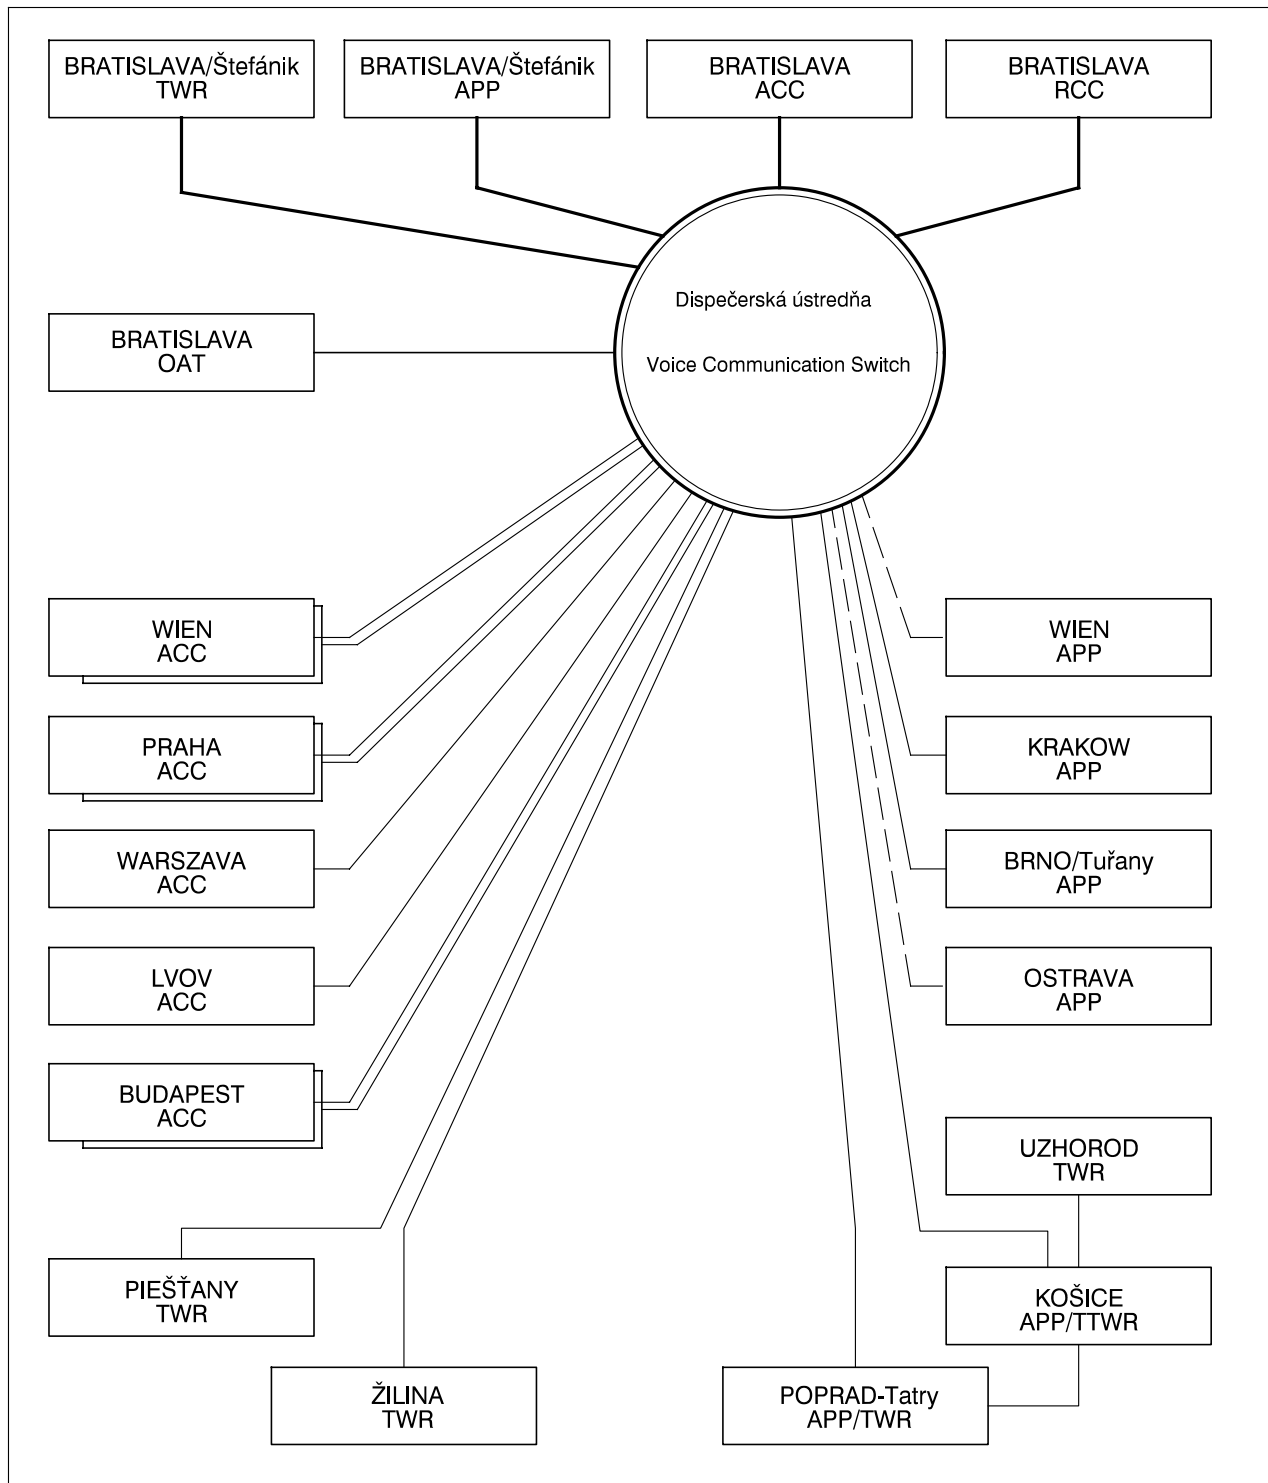 BRATISLAVA/Štefánik
TWR
BRATISLAVA/Štefánik
APP
BRATISLAVA
ACC
BRATISLAVA
RCC
Dispečerská ústredňa
Voice Communication Switch
BRATISLAVA
OAT
WIEN
ACC
WIEN
APP
PRAHA
ACC
KRAKOW
APP
WARSZAVA
ACC
BRNO/Tuřany
APP
LVOV
ACC
OSTRAVA
APP
BUDAPEST
ACC
UZHOROD
TWR
PIEŠŤANY
TWR
KOŠICE
APP/TTWR
ŽILINA
TWR
POPRAD-Tatry
APP/TWR